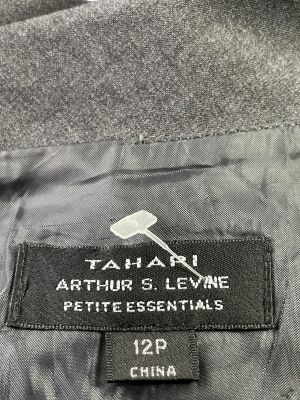 TAHARI
ARTHUR S. LEVINE
PETITE ESSENTIALS
12P
CHINA